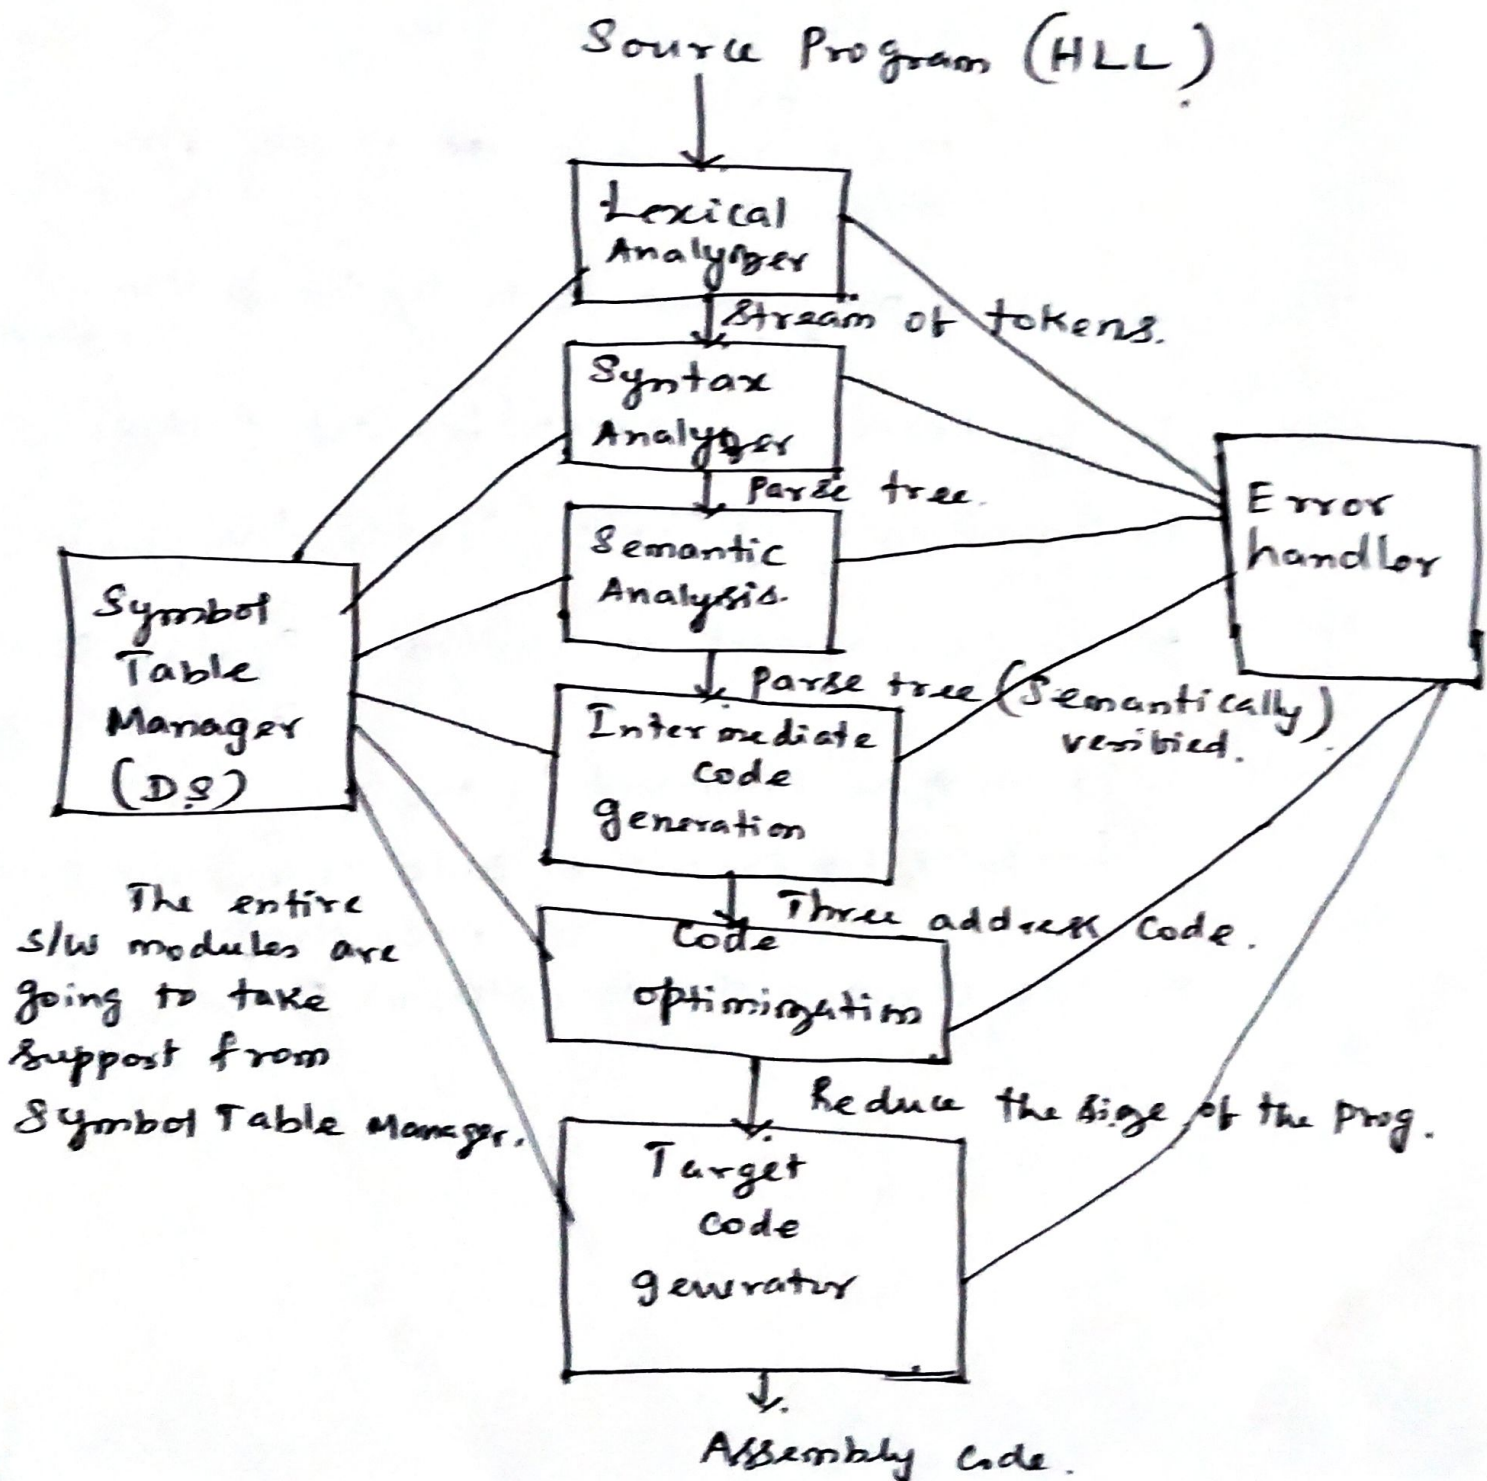 Source Program (HLL)
Lexical
Analyzer
Stream of tokens.
Syntax
Analyzer
Parse tree.
Semantic
Analysis.
Error
handler
Symbol
Table
Manager
(DS)
Parse tree (Semantically)
verified.
Intermediate
code
generation
The entire
S/W modules are
going to take
support from
Symbol Table Manager.
Three address code.
Code
optimization
Reduce the size of the prog.
Target
code
generator
Assembly code.